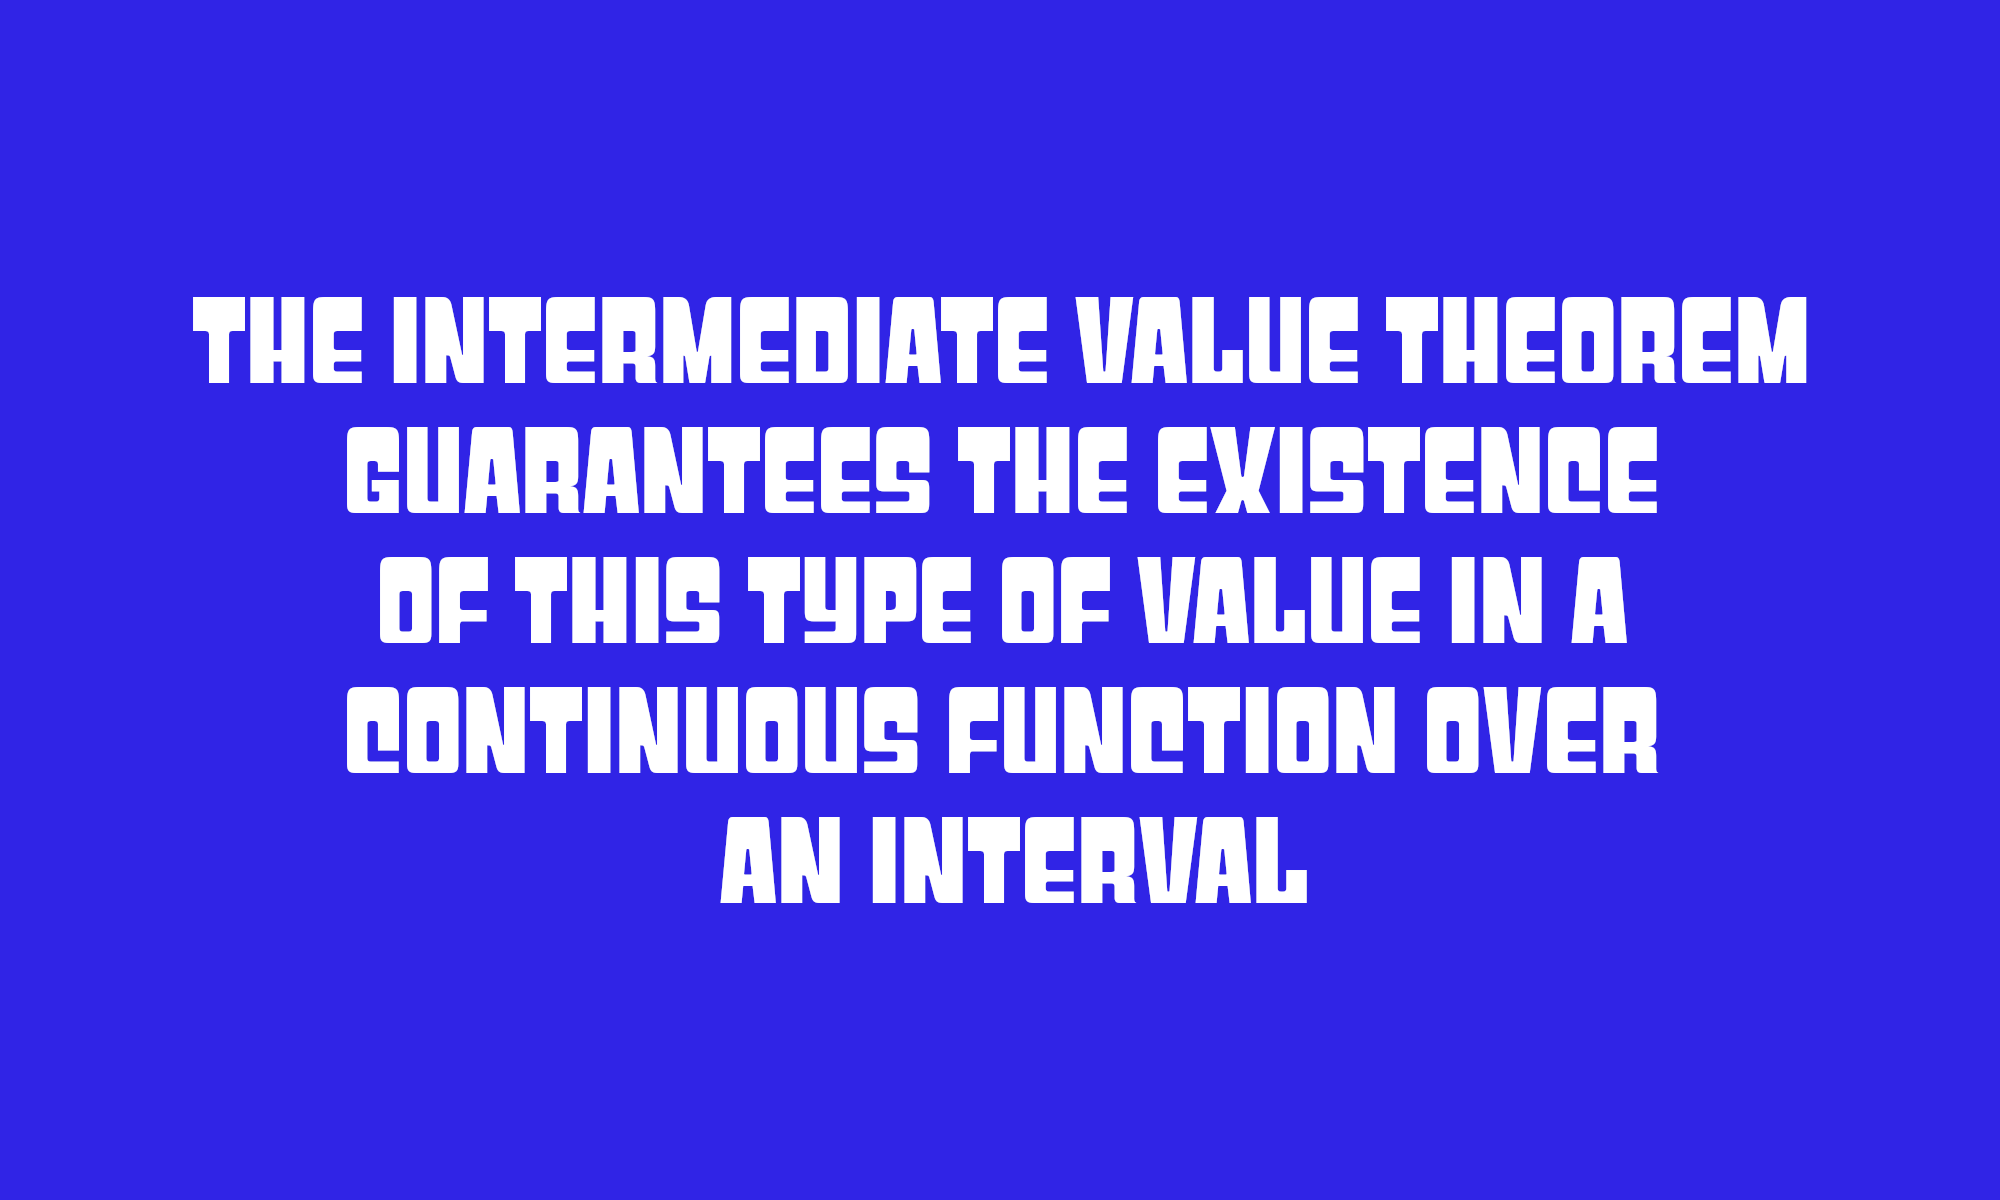 THE INTERMEDIATE VALUE THEOREM
GUARANTEES THE EXISTENCE
OF THIS TYPE OF VALUE IN A
CONTINUOUS FUNCTION OVER
AN INTERVAL